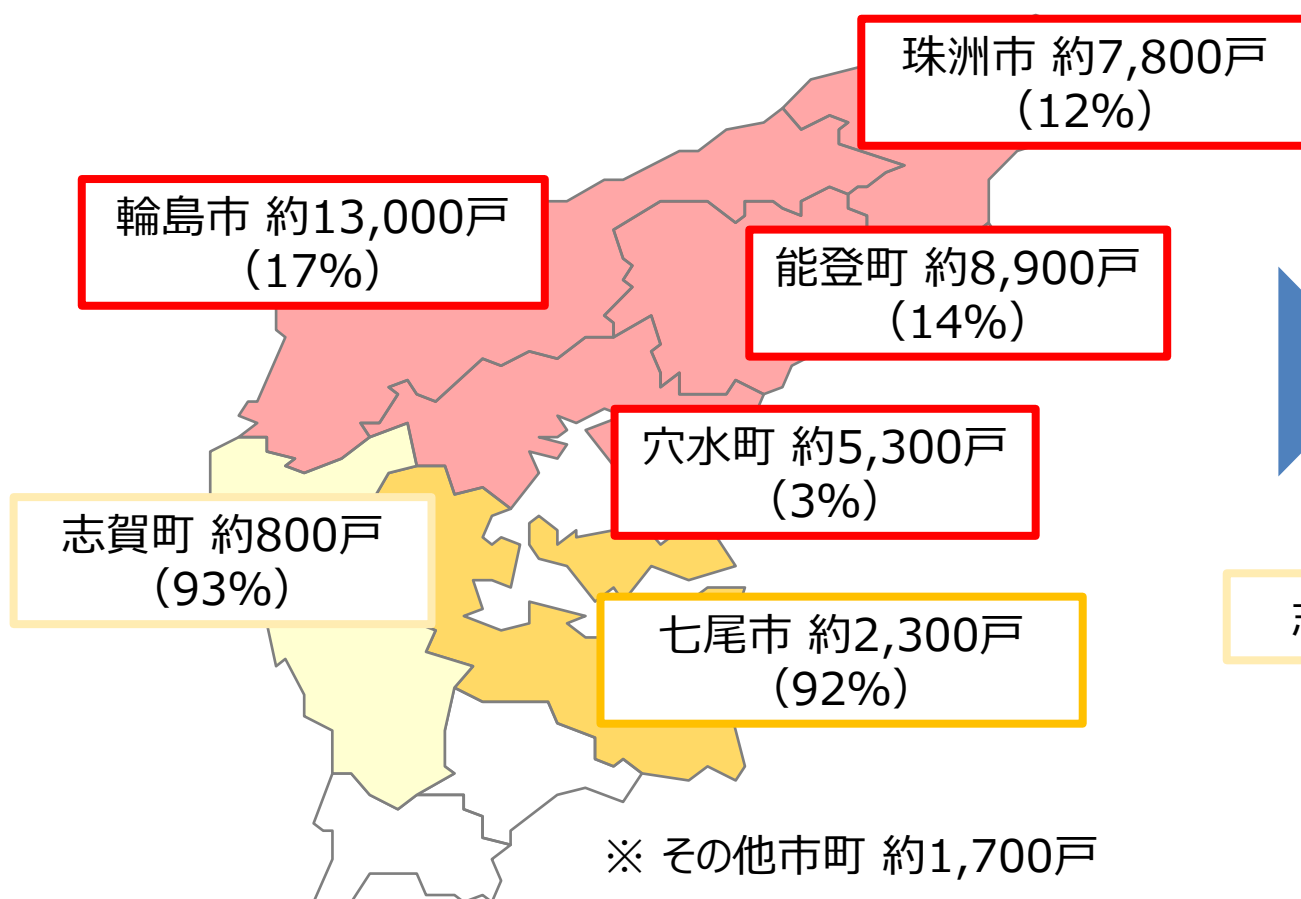 珠洲市 約7,800戸
（12%）
輪島市 約13,000戸
（17%）
能登町 約8,900戸
（14%）
穴水町 約5,300戸
（3%）
志賀町 約800戸
（93%）
七尾市 約2,300戸
（92%）
※ その他市町 約1,700戸